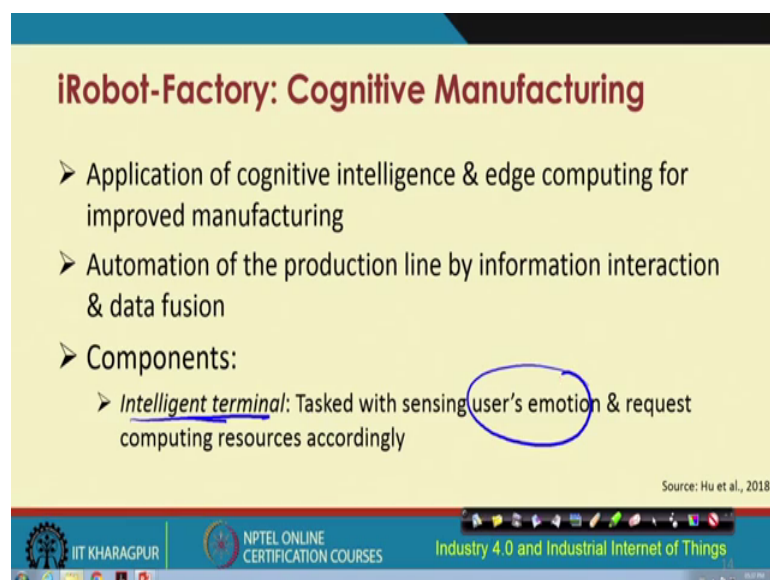 iRobot-Factory: Cognitive Manufacturing
➤ Application of cognitive intelligence & edge computing for
improved manufacturing
➤ Automation of the production line by information interaction
& data fusion
➤ Components:
➤ Intelligent terminal: Tasked with sensing user's emotion & request
computing resources accordingly
Source: Hu et al., 2018
IIT KHARAGPUR
NPTEL ONLINE
CERTIFICATION COURSES
Industry 4.0 and Industrial Internet of Things
14